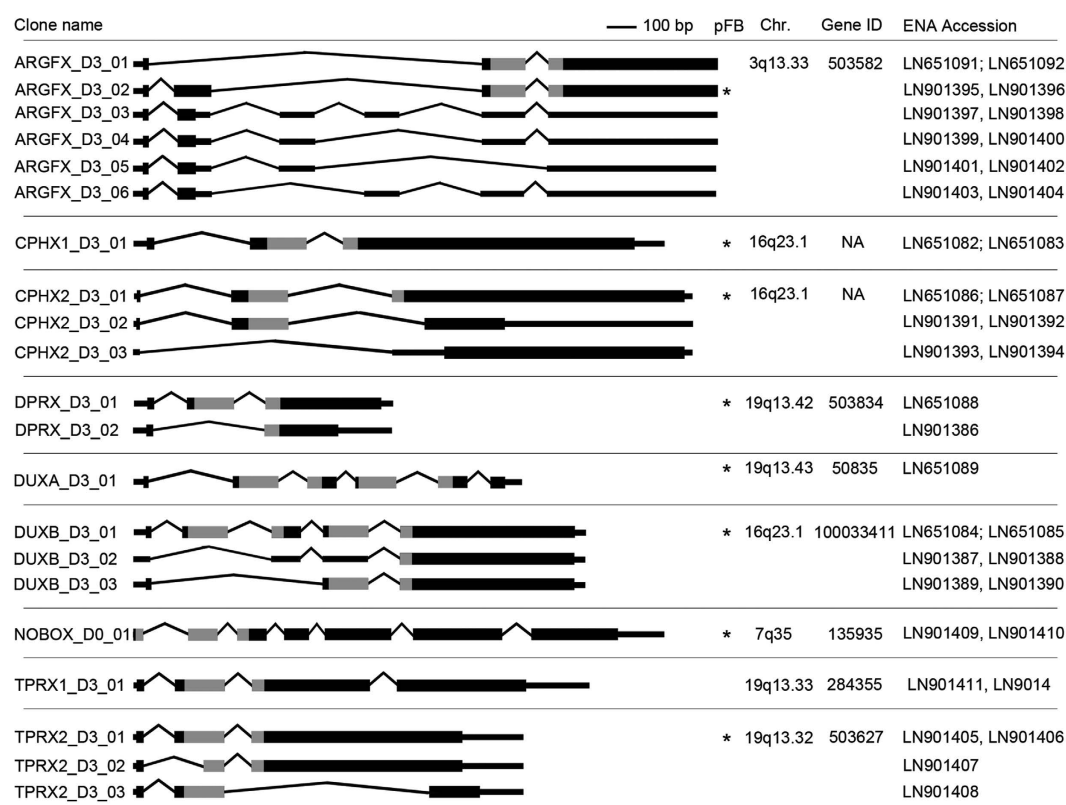 Clone name 100 bp pFB Chr. Gene ID ENA Accession
ARGFX_D3_01 3q13.33 503582 LN651091; LN651092
ARGFX_D3_02 * LN901395, LN901396
ARGFX_D3_03 LN901397, LN901398
ARGFX_D3_04 LN901399, LN901400
ARGFX_D3_05 LN901401, LN901402
ARGFX_D3_06 LN901403, LN901404
CPHX1_D3_01 * 16q23.1 NA LN651082; LN651083
CPHX2_D3_01 * 16q23.1 NA LN651086; LN651087
CPHX2_D3_02 LN901391, LN901392
CPHX2_D3_03 LN901393, LN901394
DPRX_D3_01 * 19q13.42 503834 LN651088
DPRX_D3_02 LN901386
DUXA_D3_01 * 19q13.43 50835 LN651089
DUXB_D3_01 * 16q23.1 100033411 LN651084; LN651085
DUXB_D3_02 LN901387, LN901388
DUXB_D3_03 LN901389, LN901390
NOBOX_D0_01 * 7q35 135935 LN901409, LN901410
TPRX1_D3_01 19q13.33 284355 LN901411, LN9014
TPRX2_D3_01 * 19q13.32 503627 LN901405, LN901406
TPRX2_D3_02 LN901407
TPRX2_D3_03 LN901408